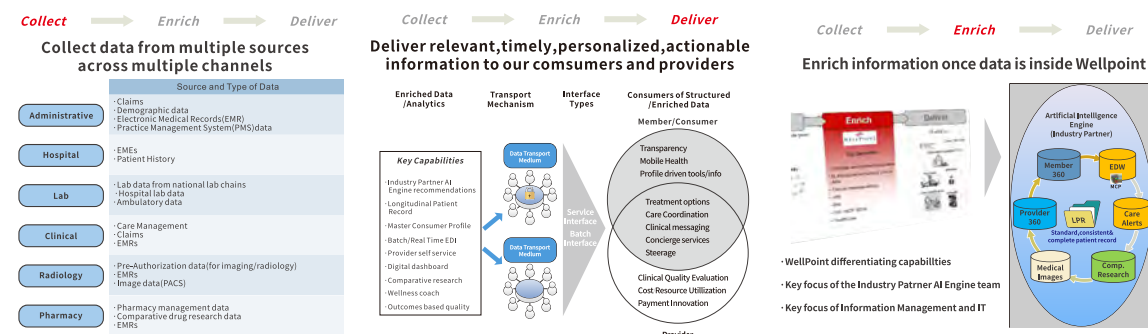 Collect
Enrich
Deliver
Collect data from multiple sources
across multiple channels
Source and Type of Data
Administrative
·Claims
·Demographic data
·Electronic Medical Records(EMR)
·Practice Management System(PMS)data
Hospital
·EMEs
·Patient History
Lab
·Lab data from national lab chains
·Hospital lab data
·Ambulatory data
Clinical
·Care Management
·Claims
·EMRs
Radiology
·Pre-Authorization data(for imaging/radiology)
·EMRs
·Image data(PACS)
Pharmacy
·Pharmacy management data
·Comparative drug research data
·EMRs
Collect
Enrich
Deliver
Deliver relevant,timely,personalized,actionable
information to our comsumers and providers
Enriched Data
/Analytics
Transport
Mechanism
Interface
Types
Consumers of Structured
/Enriched Data
Key Capabilities
·Industry Partner AI
Engine recommendations
·Longitudinal Patient
Record
·Master Consumer Profile
·Batch/Real Time EDI
·Provider self service
·Digital dashboard
·Comparative research
·Wellness coach
·Outcomes based quality
Data Transport
Medium
Data Transport
Medium
Service
Interface
Batch
Interface
Member/Consumer
Transparency
Mobile Health
Profile driven tools/info
Treatment options
Care Coordination
Clinical messaging
Concierge services
Steerage
Clinical Quality Evaluation
Cost Resource Utillization
Payment Innovation
Provider
Collect
Enrich
Deliver
Enrich information once data is inside Wellpoint
Enrich
Deliver
·WellPoint differentiating capabillties
·Key focus of the Industry Patrner AI Engine team
·Key focus of Information Management and IT
Artificial Intelligence
Engine
(Industry Partner)
Member
360
EDW
MCP
Provider
360
LPR
Care
Alerts
Standard,consistent&
complete patient record
Medical
Images
Comp.
Research